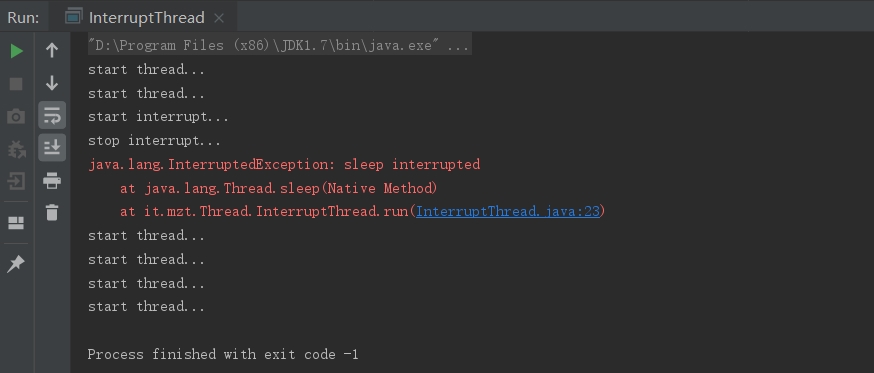 Run: InterruptThread
"D:\Program Files (x86)\JDK1.7\bin\java.exe" ...
start thread...
start thread...
start interrupt...
stop interrupt...
java.lang.InterruptedException: sleep interrupted
at java.lang.Thread.sleep(Native Method)
at it.mzt.Thread.InterruptThread.run(InterruptThread.java:23)
start thread...
start thread...
start thread...
start thread...
Process finished with exit code -1